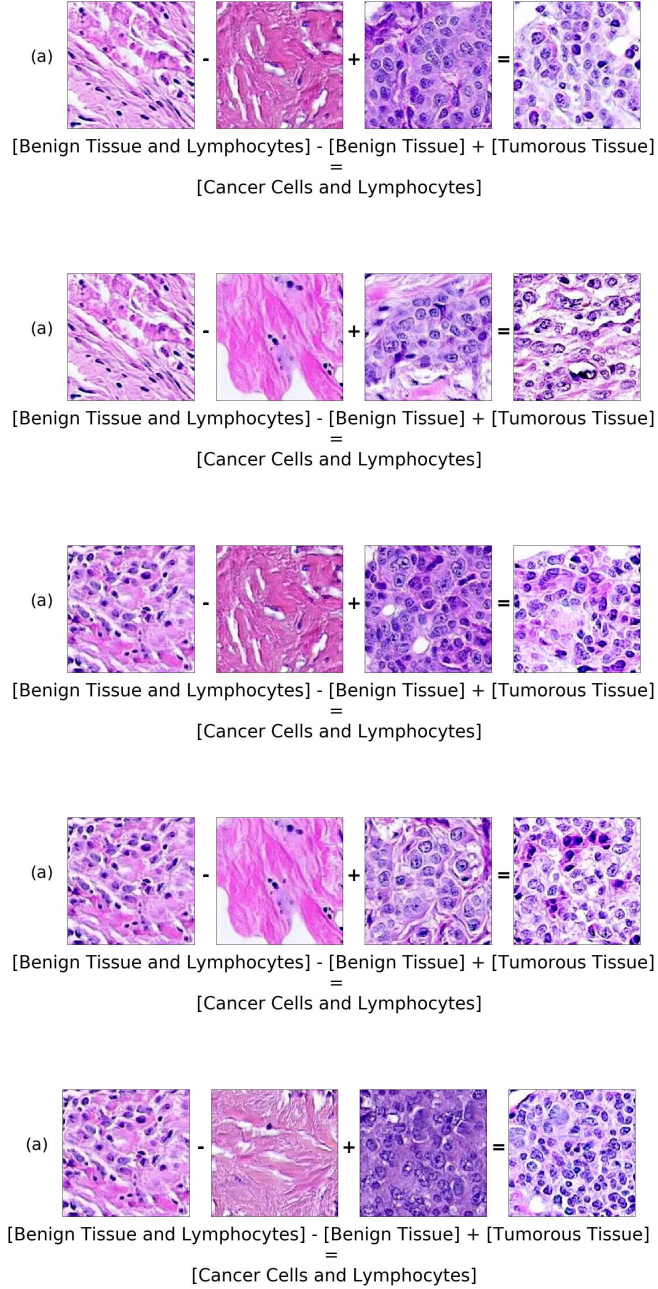 (a) - + =
[Benign Tissue and Lymphocytes] - [Benign Tissue] + [Tumorous Tissue]
=
[Cancer Cells and Lymphocytes]
(a) - + =
[Benign Tissue and Lymphocytes] - [Benign Tissue] + [Tumorous Tissue]
=
[Cancer Cells and Lymphocytes]
(a) - + =
[Benign Tissue and Lymphocytes] - [Benign Tissue] + [Tumorous Tissue]
=
[Cancer Cells and Lymphocytes]
(a) - + =
[Benign Tissue and Lymphocytes] - [Benign Tissue] + [Tumorous Tissue]
=
[Cancer Cells and Lymphocytes]
(a) - + =
[Benign Tissue and Lymphocytes] - [Benign Tissue] + [Tumorous Tissue]
=
[Cancer Cells and Lymphocytes]